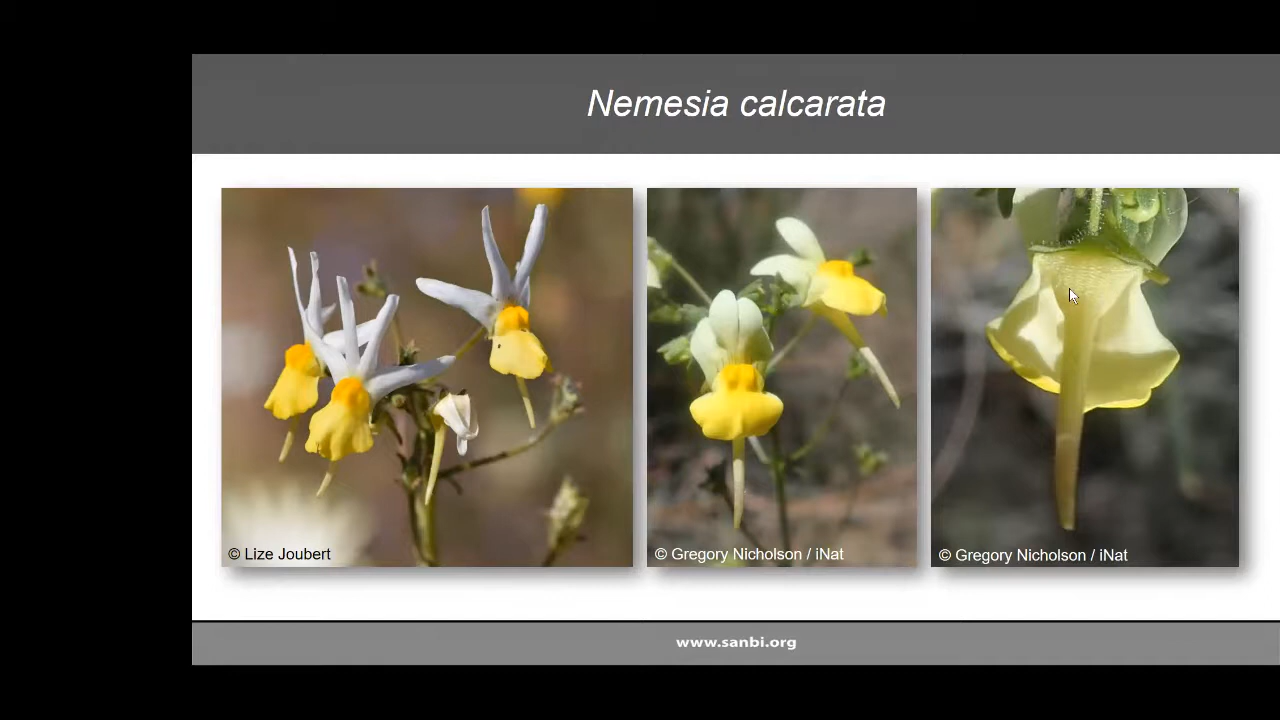 Nemesia calcarata
© Lize Joubert
© Gregory Nicholson / iNat
© Gregory Nicholson / iNat
www.sanbi.org